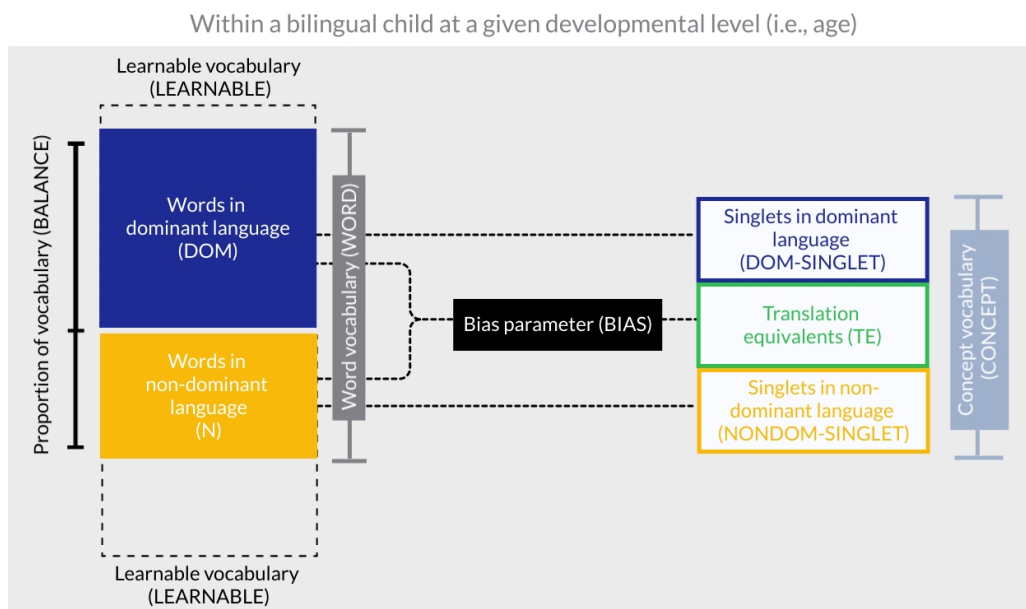 Within a bilingual child at a given developmental level (i.e., age)
Learnable vocabulary
(LEARNABLE)
Proportion of vocabulary (BALANCE)
Words in
dominant language
(DOM)
Words in
non-dominant
language
(N)
Word vocabulary (WORD)
Bias parameter (BIAS)
Singlets in dominant
language
(DOM-SINGLET)
Translation
equivalents (TE)
Singlets in non-
dominant language
(NONDOM-SINGLET)
Concept vocabulary
(CONCEPT)
Learnable vocabulary
(LEARNABLE)